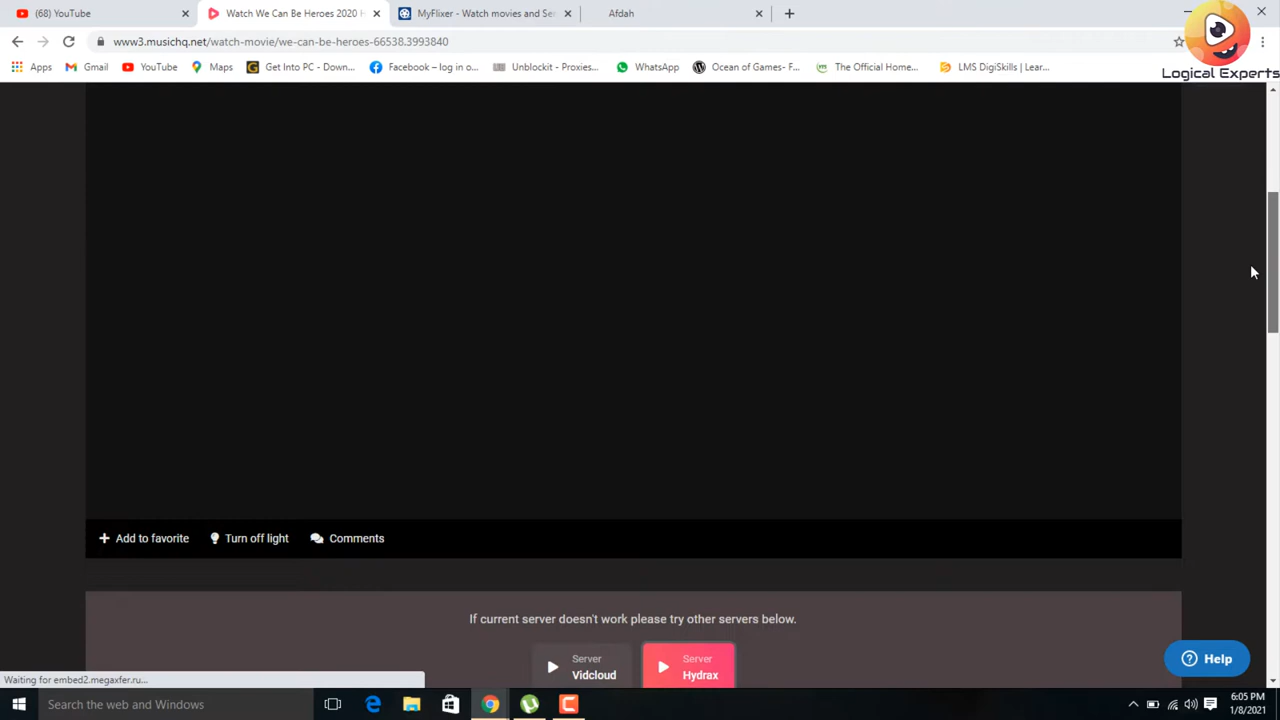 (68) YouTube
Watch We Can Be Heroes 2020 H
MyFlixer - Watch movies and Se
Afdah
www3.musichq.net/watch-movie/we-can-be-heroes-66538.3993840
Apps
Gmail
YouTube
Maps
Get Into PC - Down...
Facebook – log in o...
Unblockit - Proxies...
WhatsApp
Ocean of Games- F...
The Official Home...
LMS DigiSkills | Lear...
Logical Experts
Add to favorite
Turn off light
Comments
If current server doesn't work please try other servers below.
Server
Vidcloud
Server
Hydrax
Help
Waiting for embed2.megaxfer.ru...
Search the web and Windows
6:05 PM
1/8/2021